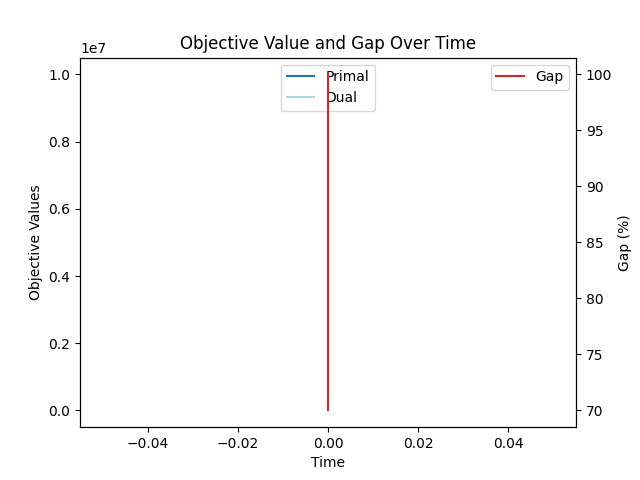 Objective Value and Gap Over Time
1e7
Primal
Dual
Gap
1.0
0.8
0.6
0.4
0.2
0.0
Objective Values
100
95
90
85
80
75
70
Gap (%)
−0.04
−0.02
0.00
0.02
0.04
Time